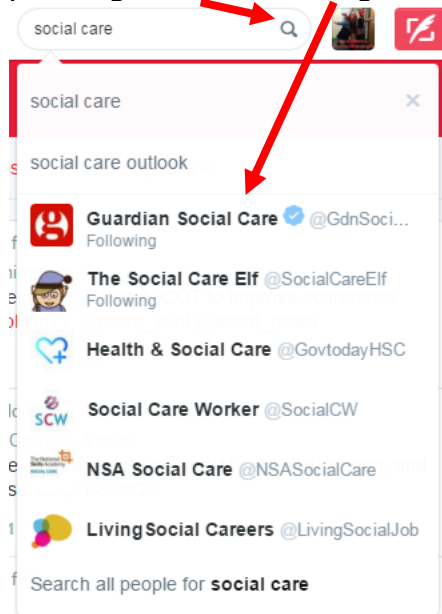 social care
social care
social care outlook
Guardian Social Care @GdnSoci...
Following
The Social Care Elf @SocialCareElf
Following
Health & Social Care @GovtodayHSC
SCW
Social Care Worker @SocialCW
NSA Social Care @NSASocialCare
LivingSocial Careers @LivingSocialJob
Search all people for social care